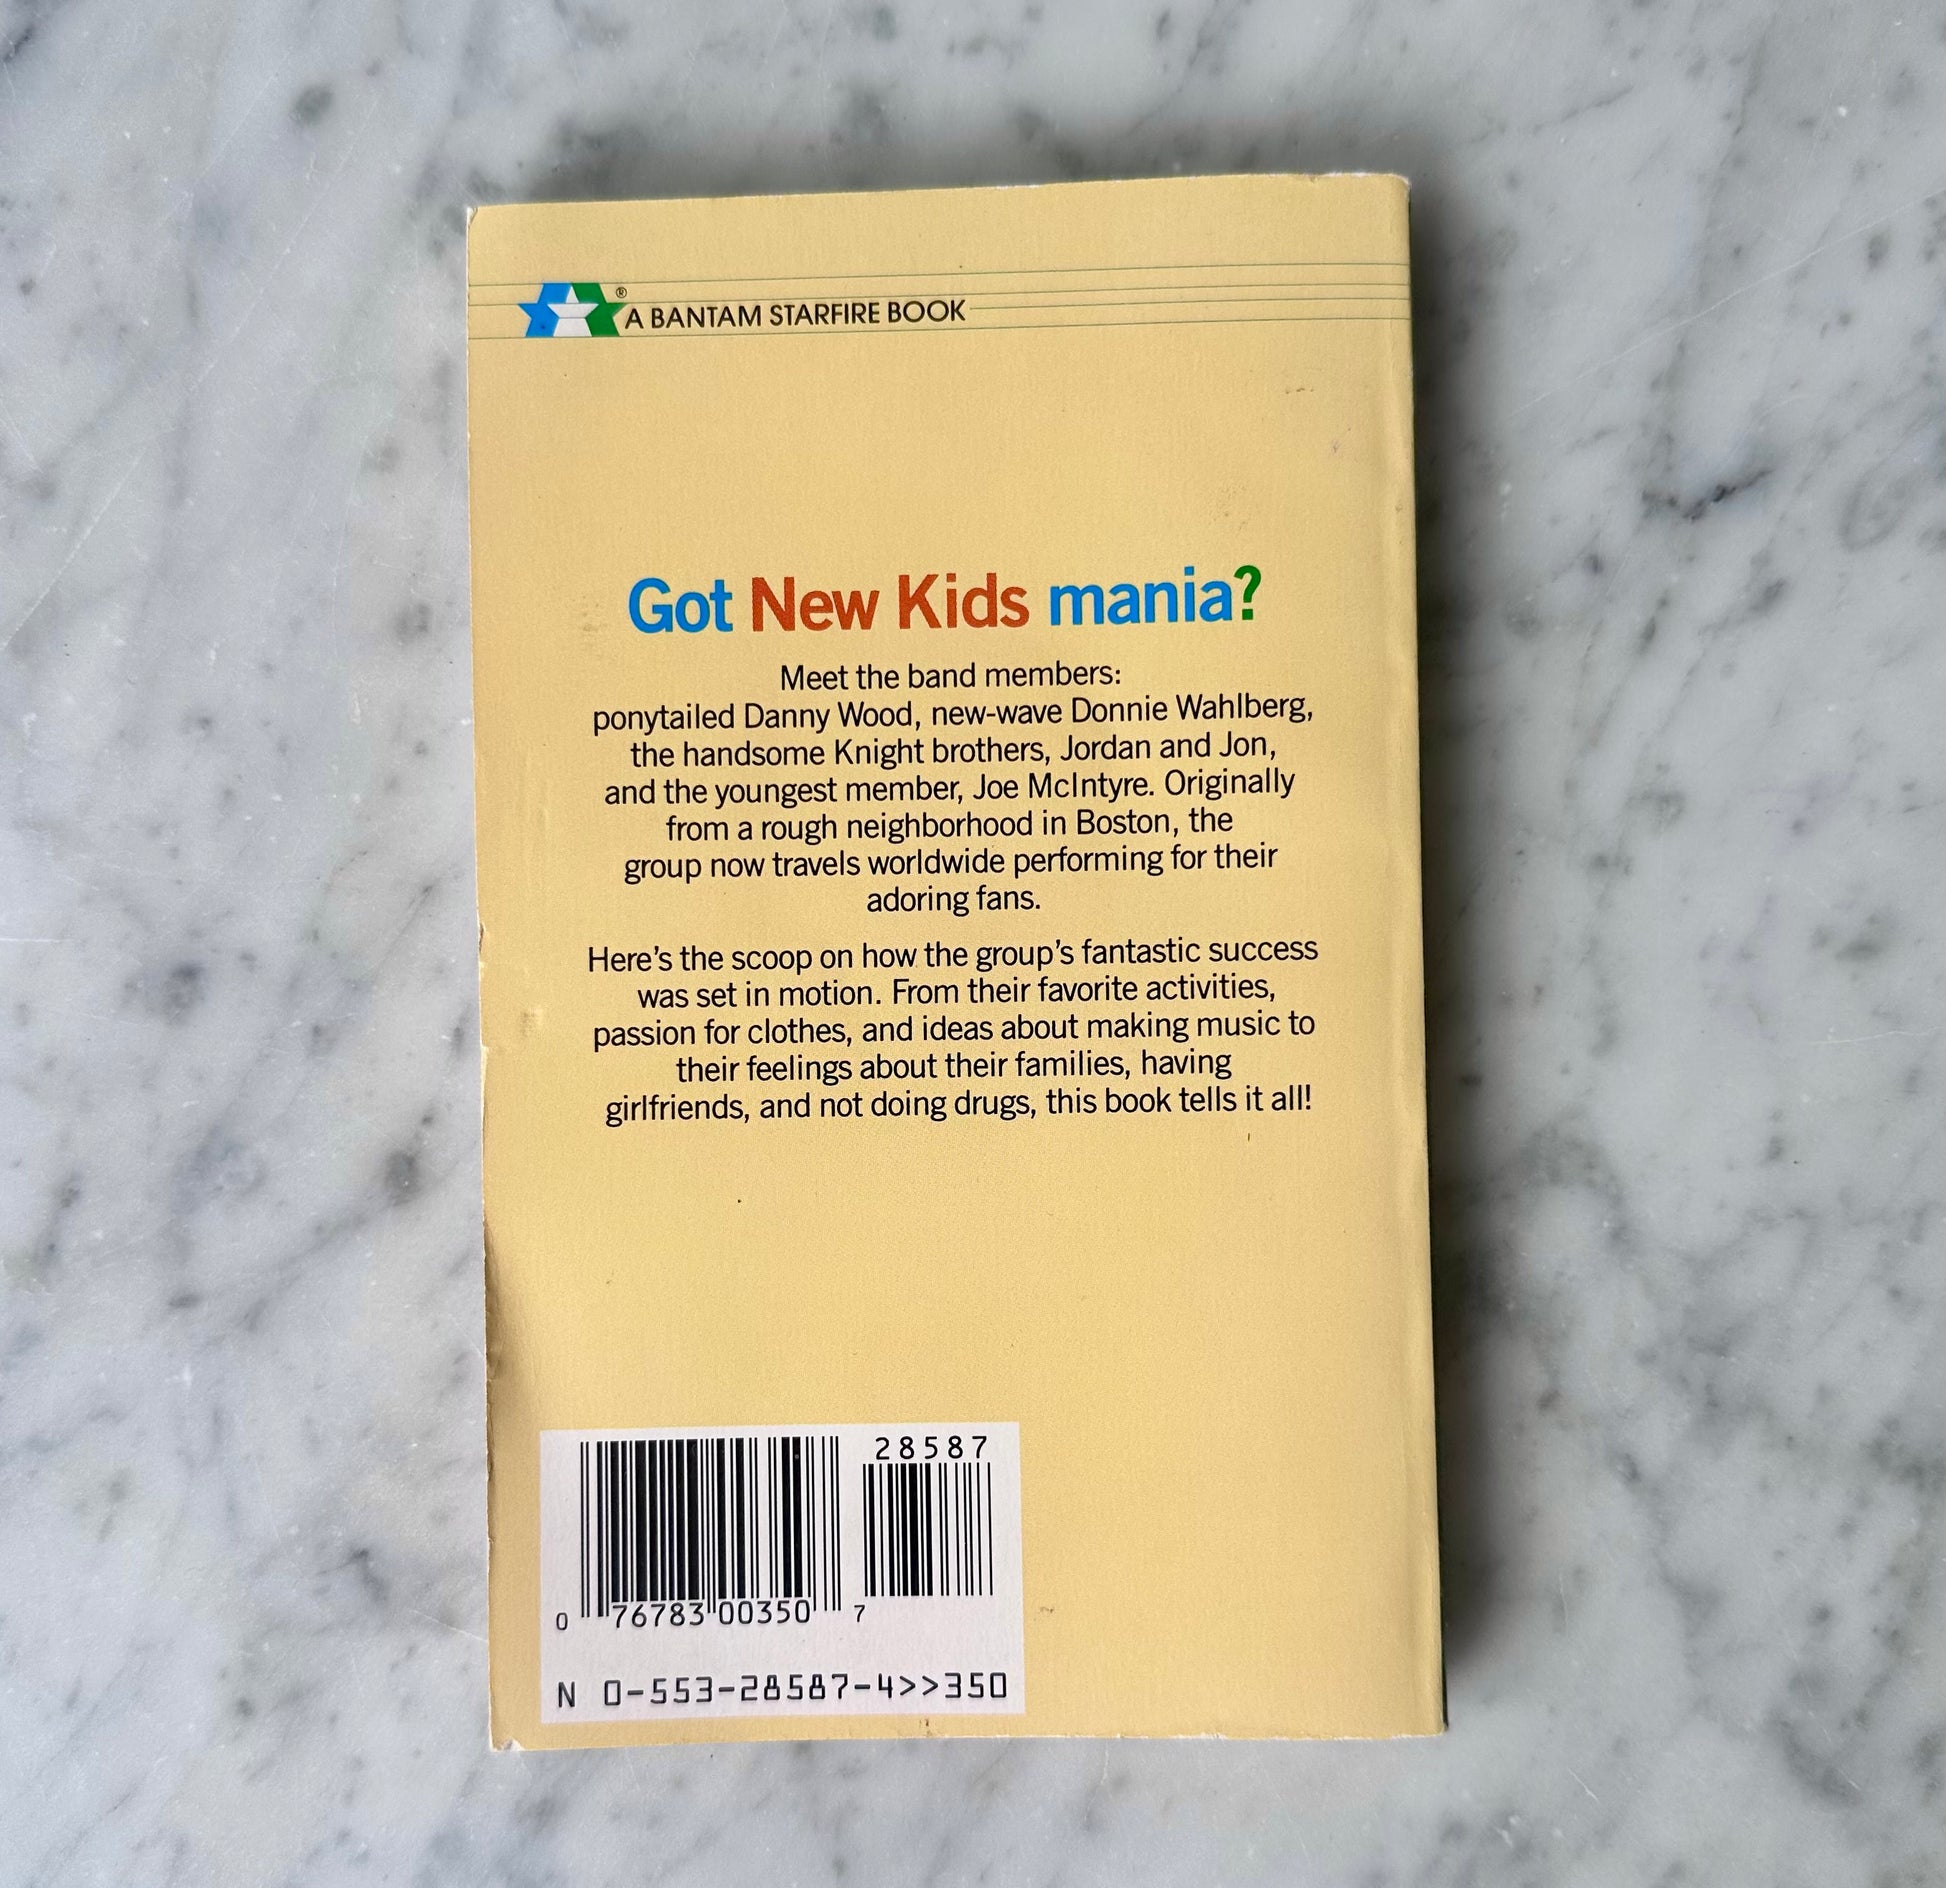 ® A BANTAM STARFIRE BOOK
Got New Kids mania?
Meet the band members:
ponytailed Danny Wood, new-wave Donnie Wahlberg,
the handsome Knight brothers, Jordan and Jon,
and the youngest member, Joe McIntyre. Originally
from a rough neighborhood in Boston, the
group now travels worldwide performing for their
adoring fans.
Here’s the scoop on how the group’s fantastic success
was set in motion. From their favorite activities,
passion for clothes, and ideas about making music to
their feelings about their families, having
girlfriends, and not doing drugs, this book tells it all!
28587
0 76783 00350 7
N 0-553-28587-4>>350